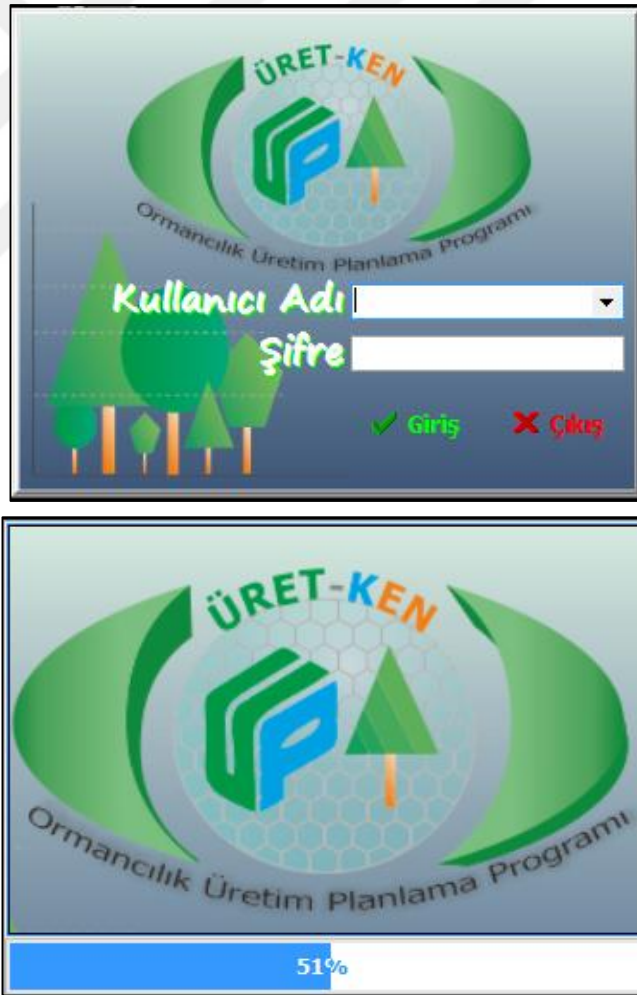 ÜRET-KEN
Ormancılık Üretim Planlama Programı
Kullanıcı Adı
Şifre
Giriş Çıkış
ÜRET-KEN
Ormancılık Üretim Planlama Programı
51%